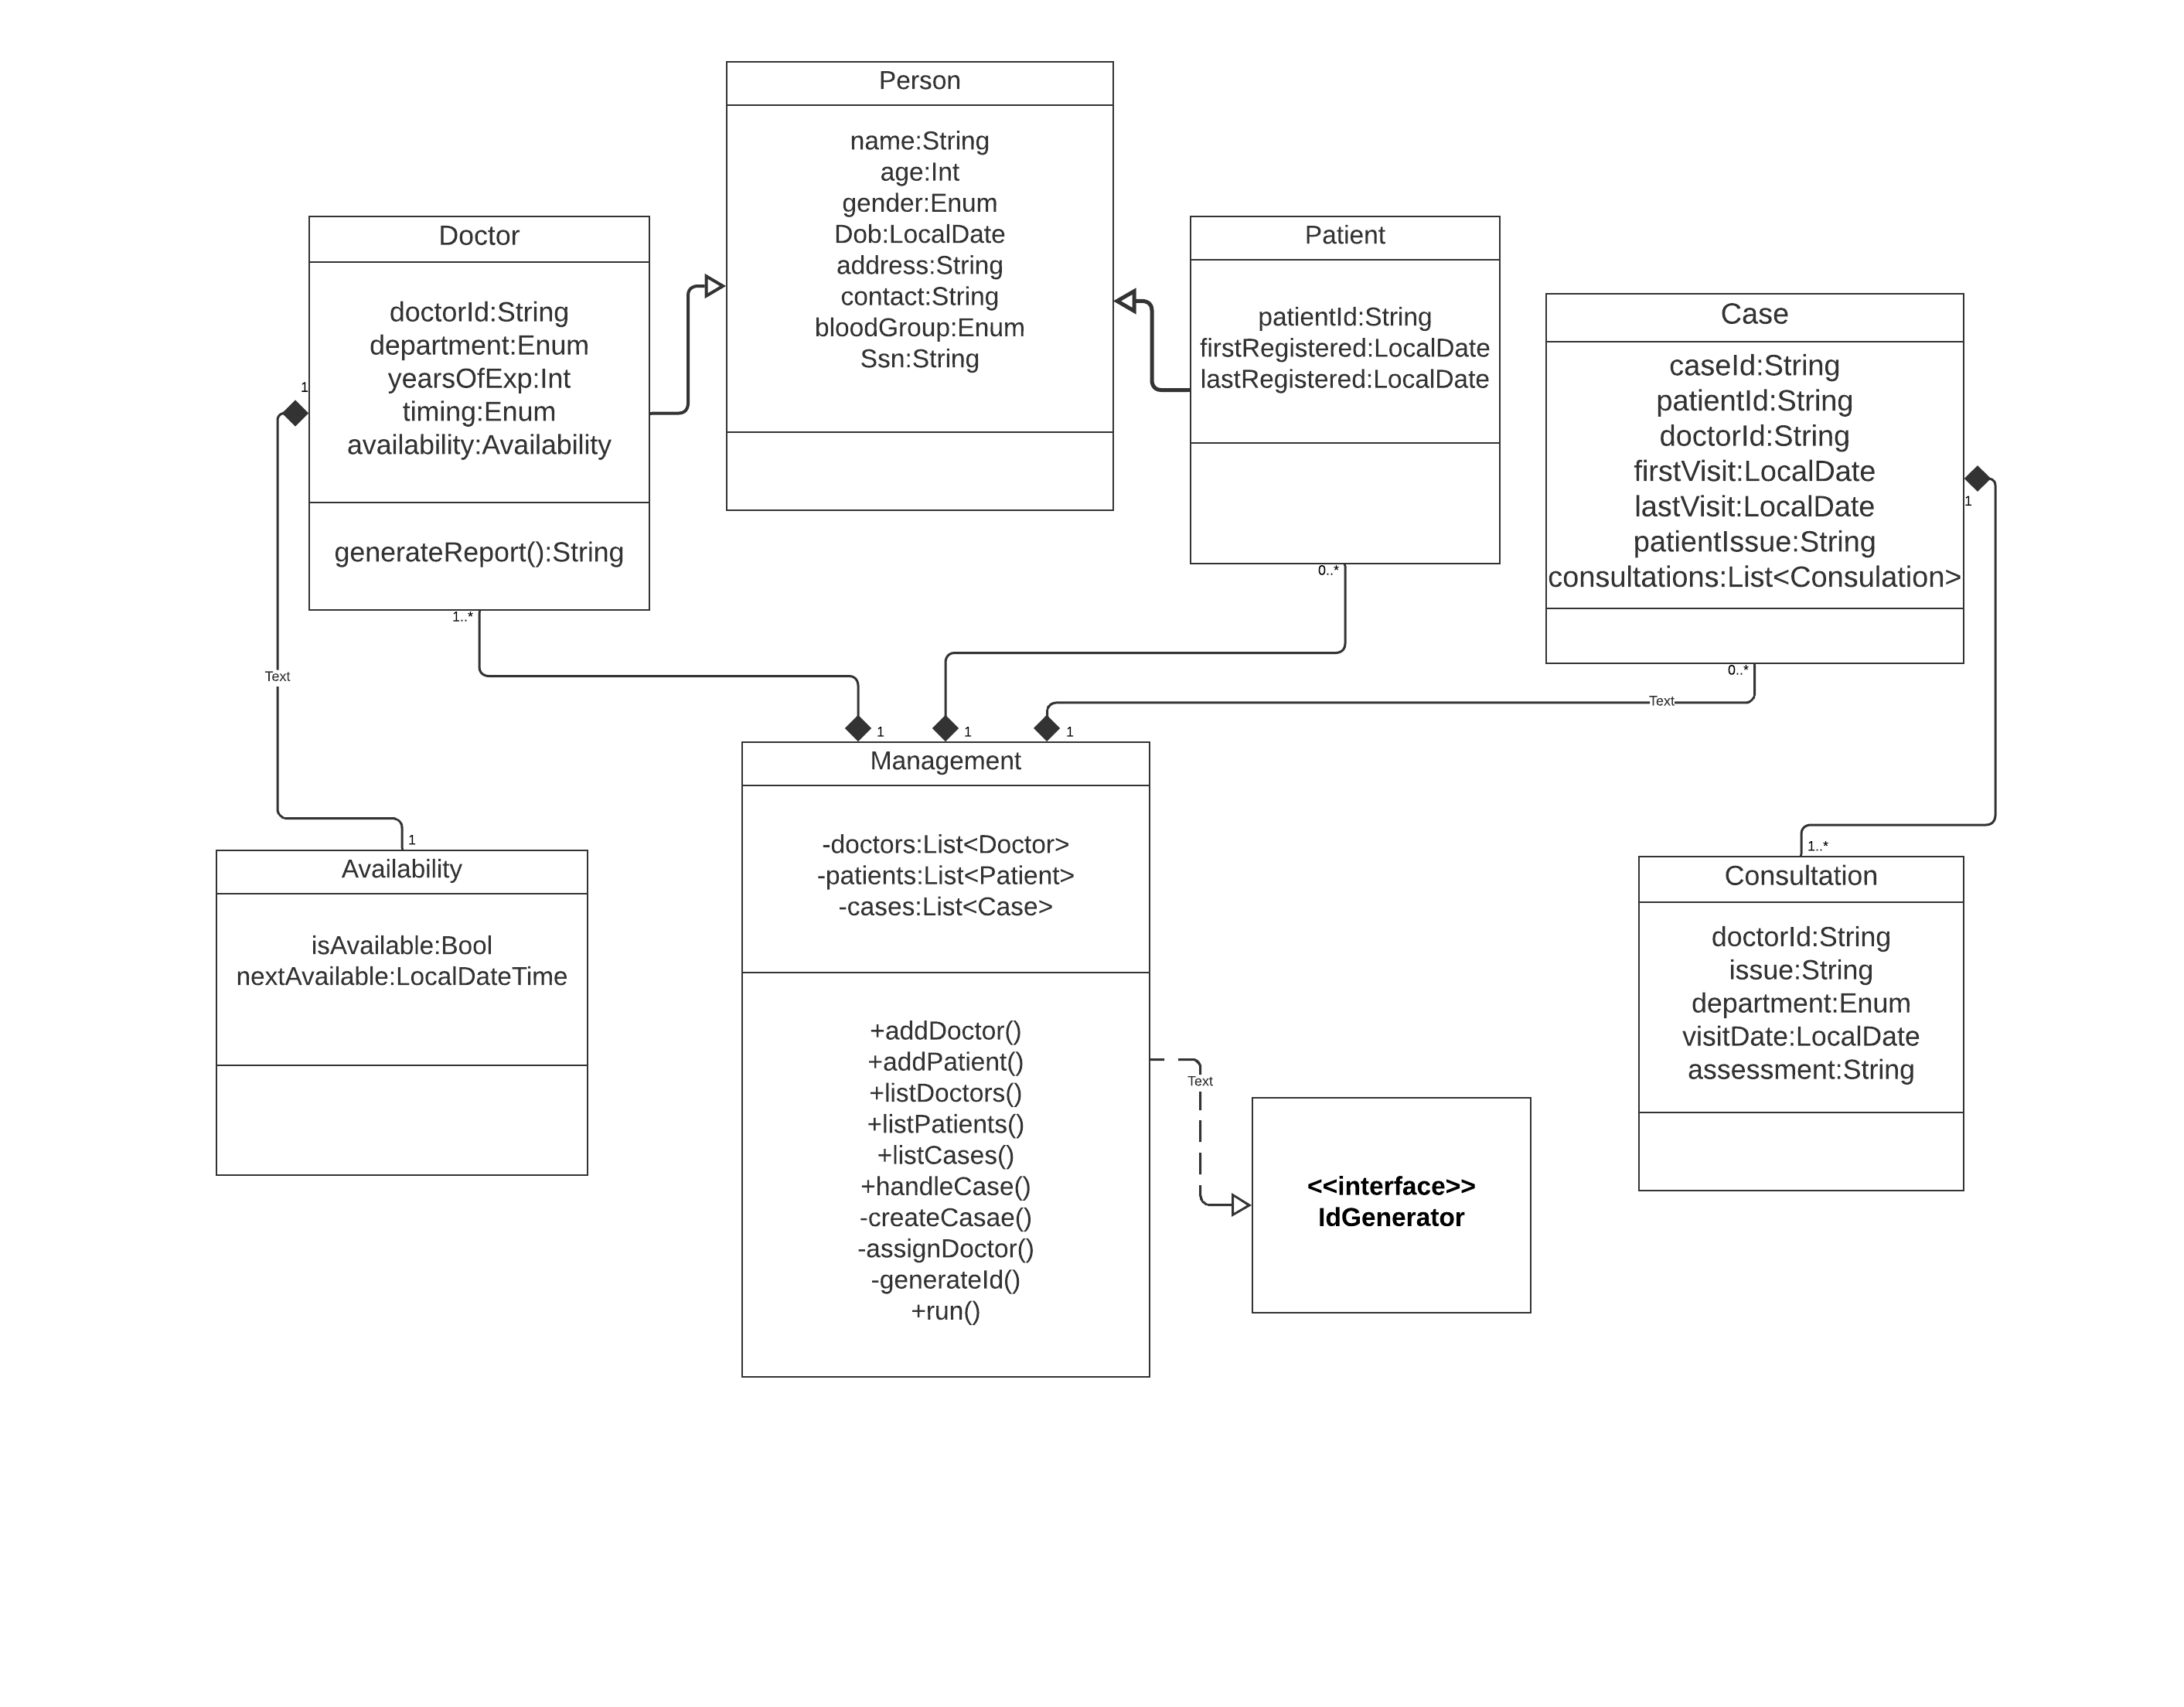 Person
name:String
age:Int
gender:Enum
Dob:LocalDate
address:String
contact:String
bloodGroup:Enum
Ssn:String
Doctor
doctorId:String
department:Enum
yearsOfExp:Int
timing:Enum
availability:Availability
generateReport():String
1
1..*
Text
Patient
patientId:String
firstRegistered:LocalDate
lastRegistered:LocalDate
0..*
Case
caseId:String
patientId:String
doctorId:String
firstVisit:LocalDate
lastVisit:LocalDate
patientIssue:String
consultations:List<Consulation>
1
0..*
Text
1
1
1
Management
-doctors:List<Doctor>
-patients:List<Patient>
-cases:List<Case>
+addDoctor()
+addPatient()
+listDoctors()
+listPatients()
+listCases()
+handleCase()
-createCasae()
-assignDoctor()
-generateId()
+run()
1
Availability
isAvailable:Bool
nextAvailable:LocalDateTime
Text
<<interface>>
IdGenerator
1..*
Consultation
doctorId:String
issue:String
department:Enum
visitDate:LocalDate
assessment:String